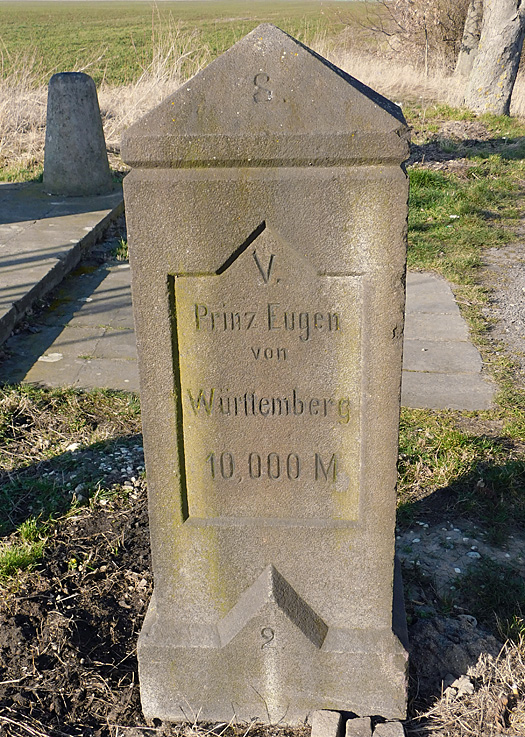 8.
V.
Prinz Eugen
von
Württemberg
10,000 M
2.